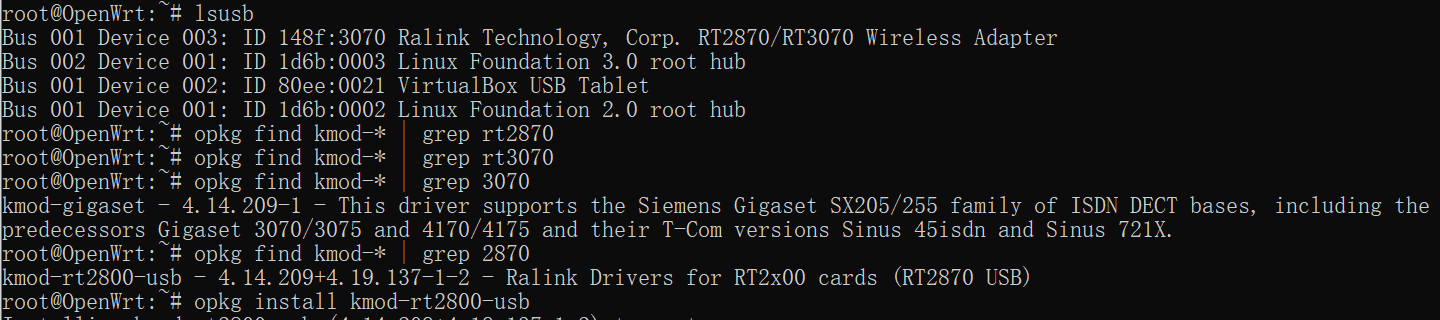 root@OpenWrt:~# lsusb
Bus 001 Device 003: ID 148f:3070 Ralink Technology, Corp. RT2870/RT3070 Wireless Adapter
Bus 002 Device 001: ID 1d6b:0003 Linux Foundation 3.0 root hub
Bus 001 Device 002: ID 80ee:0021 VirtualBox USB Tablet
Bus 001 Device 001: ID 1d6b:0002 Linux Foundation 2.0 root hub
root@OpenWrt:~# opkg find kmod-* | grep rt2870
root@OpenWrt:~# opkg find kmod-* | grep rt3070
root@OpenWrt:~# opkg find kmod-* | grep 3070
kmod-gigaset - 4.14.209-1 - This driver supports the Siemens Gigaset SX205/255 family of ISDN DECT bases, including the
predecessors Gigaset 3070/3075 and 4170/4175 and their T-Com versions Sinus 45isdn and Sinus 721X.
root@OpenWrt:~# opkg find kmod-* | grep 2870
kmod-rt2800-usb - 4.14.209+4.19.137-1-2 - Ralink Drivers for RT2x00 cards (RT2870 USB)
root@OpenWrt:~# opkg install kmod-rt2800-usb